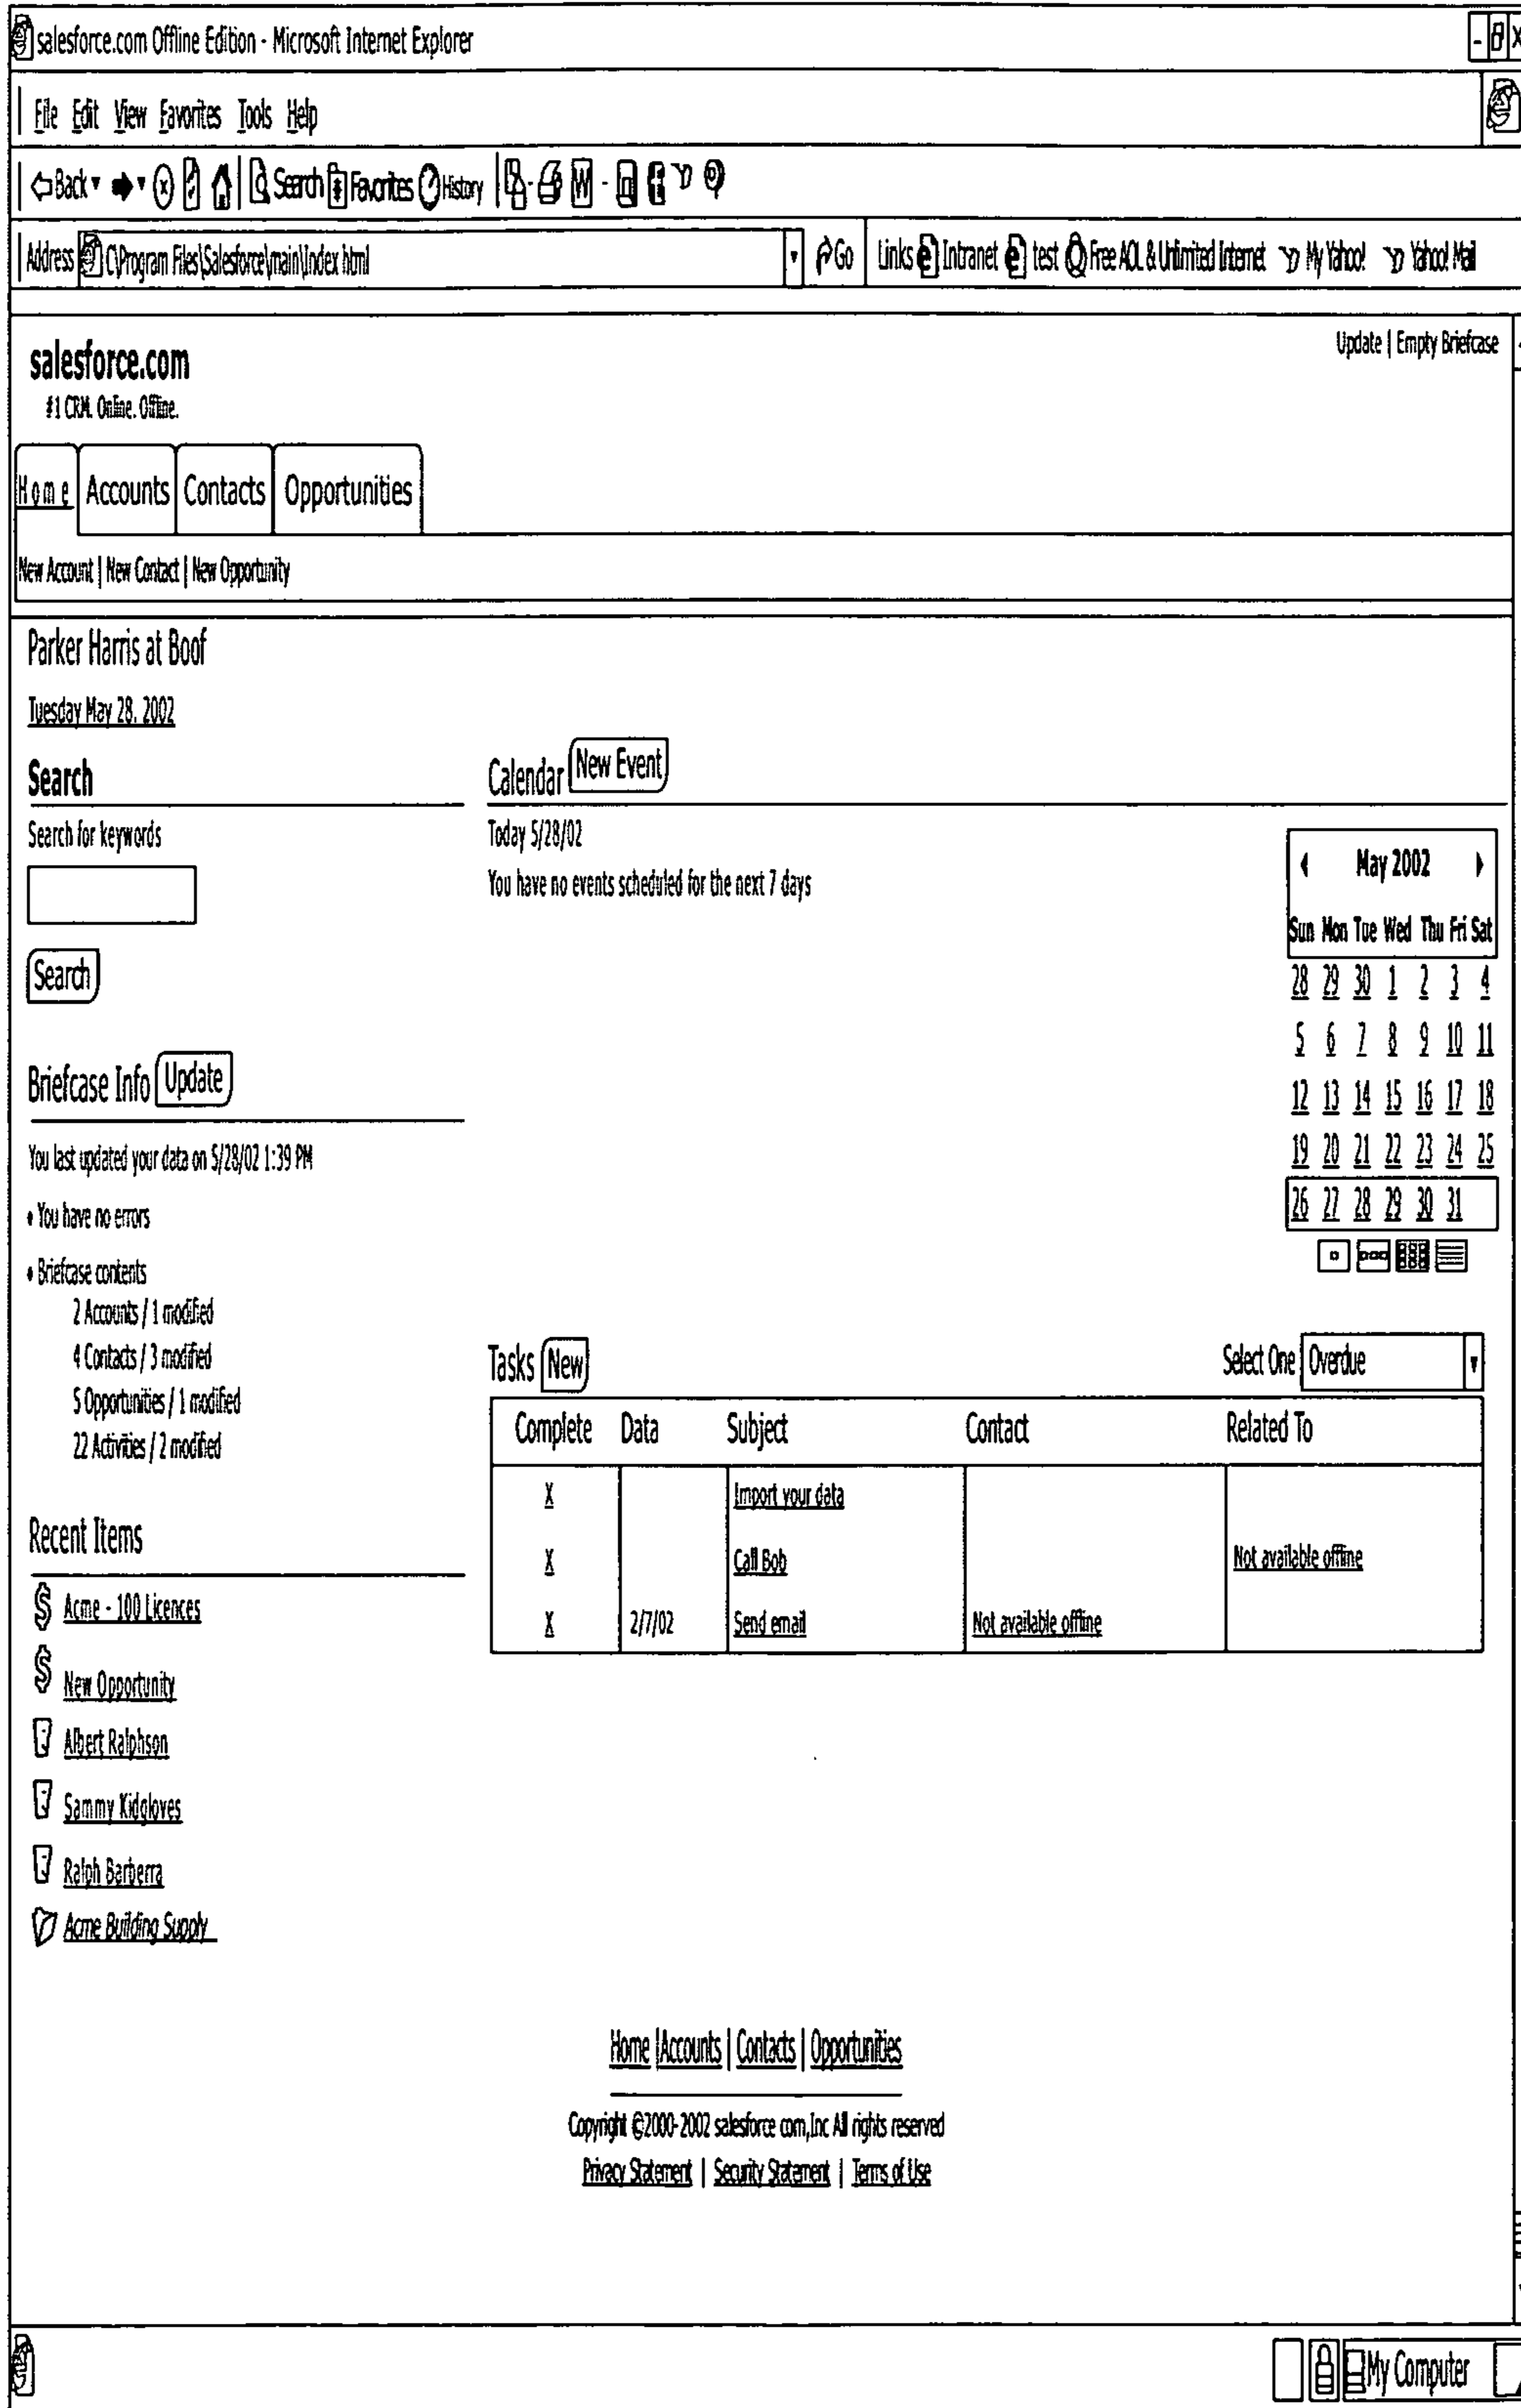 salesforce.com Offline Edition - Microsoft Internet Explorer
File Edit View Favorites Tools Help
Back Search Favorites History W
Address C\Program Files\Salesforce\main\Index html Go Links Intranet test Free AOL & Unlimited Internet My Yahoo! Yahoo! Mail
Update | Empty Briefcase
salesforce.com
#1 CRM. Online. Offline.
Home Accounts Contacts Opportunities
New Account | New Contact | New Opportunity
Parker Harris at Boof
Tuesday May 28. 2002
Search
Search for keywords
Search
Briefcase Info Update
You last updated your data on 5/28/02 1:39 PM
• You have no errors
• Briefcase contents
2 Accounts / 1 modified
4 Contacts / 3 modified
5 Opportunities / 1 modified
22 Activities / 2 modified
Recent Items
$ Acme - 100 Licences
$ New Opportunity
Albert Ralphson
Sammy Kidgloves
Ralph Barberra
Acme Building Supply
Calendar New Event
Today 5/28/02
You have no events scheduled for the next 7 days
May 2002
Sun Mon Tue Wed Thu Fri Sat
28 29 30 1 2 3 4
5 6 7 8 9 10 11
12 13 14 15 16 17 18
19 20 21 22 23 24 25
26 27 28 29 30 31
Tasks New Select One Overdue
Complete Data Subject Contact Related To
X Import your data
X Call Bob Not available offline
X 2/7/02 Send email Not available offline
Home | Accounts | Contacts | Opportunities
Copyright ©2000-2002 salesforce com,Inc All rights reserved
Privacy Statement | Security Statement | Terms of Use
My Computer